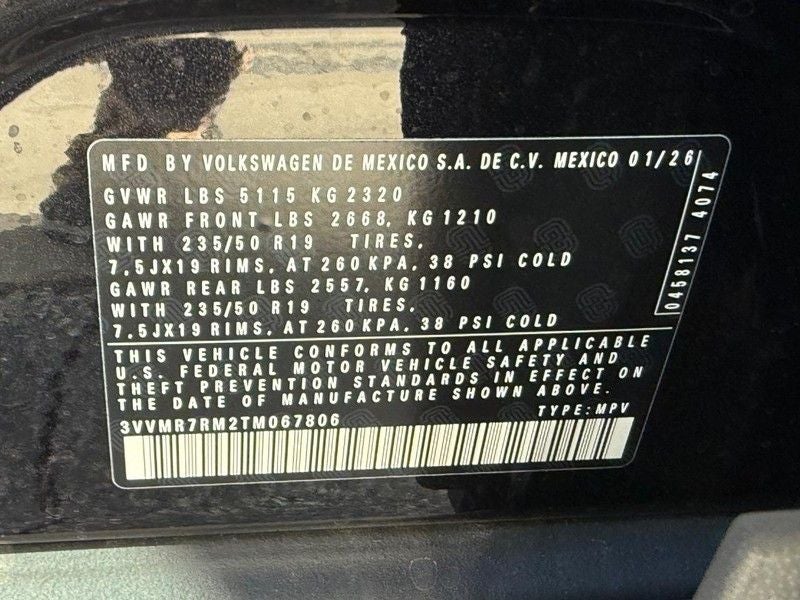 MFD BY VOLKSWAGEN DE MEXICO S.A. DE C.V. MEXICO 01/26
GVWR LBS 5115 KG 2320
GAWR FRONT LBS 2668, KG 1210
WITH 235/50 R19 TIRES,
7,5JX19 RIMS, AT 260 KPA, 38 PSI COLD
GAWR REAR LBS 2557, KG 1160
WITH 235/50 R19 TIRES,
7,5JX19 RIMS, AT 260 KPA, 38 PSI COLD
THIS VEHICLE CONFORMS TO ALL APPLICABLE
U.S. FEDERAL MOTOR VEHICLE SAFETY AND
THEFT PREVENTION STANDARDS IN EFFECT ON
THE DATE OF MANUFACTURE SHOWN ABOVE.
3VVMR7RM2TM067806 TYPE: MPV
0458137 4074